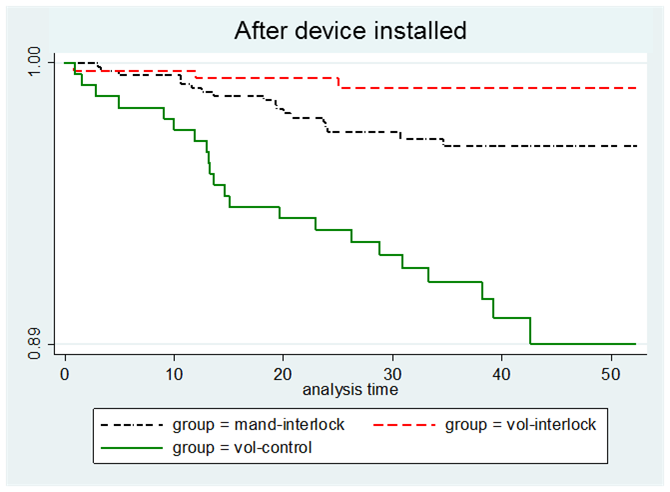 After device installed
1.00
0.89
0 10 20 30 40 50
analysis time
group = mand-interlock group = vol-interlock
group = vol-control